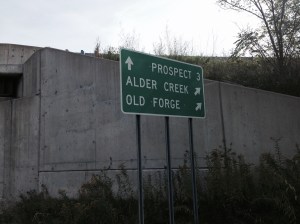 PROSPECT 3
ALDER CREEK
OLD FORGE